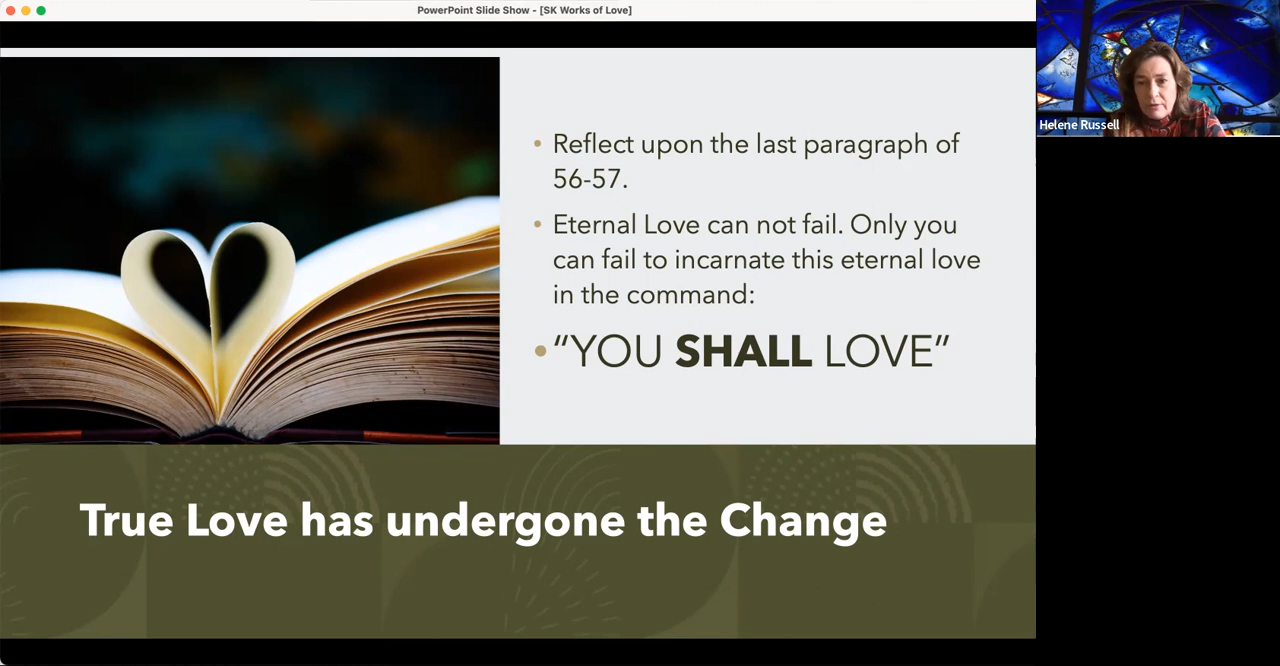 PowerPoint Slide Show - [SK Works of Love]
Helene Russell
• Reflect upon the last paragraph of
56-57.
• Eternal Love can not fail. Only you
can fail to incarnate this eternal love
in the command:
• “YOU SHALL LOVE”
True Love has undergone the Change